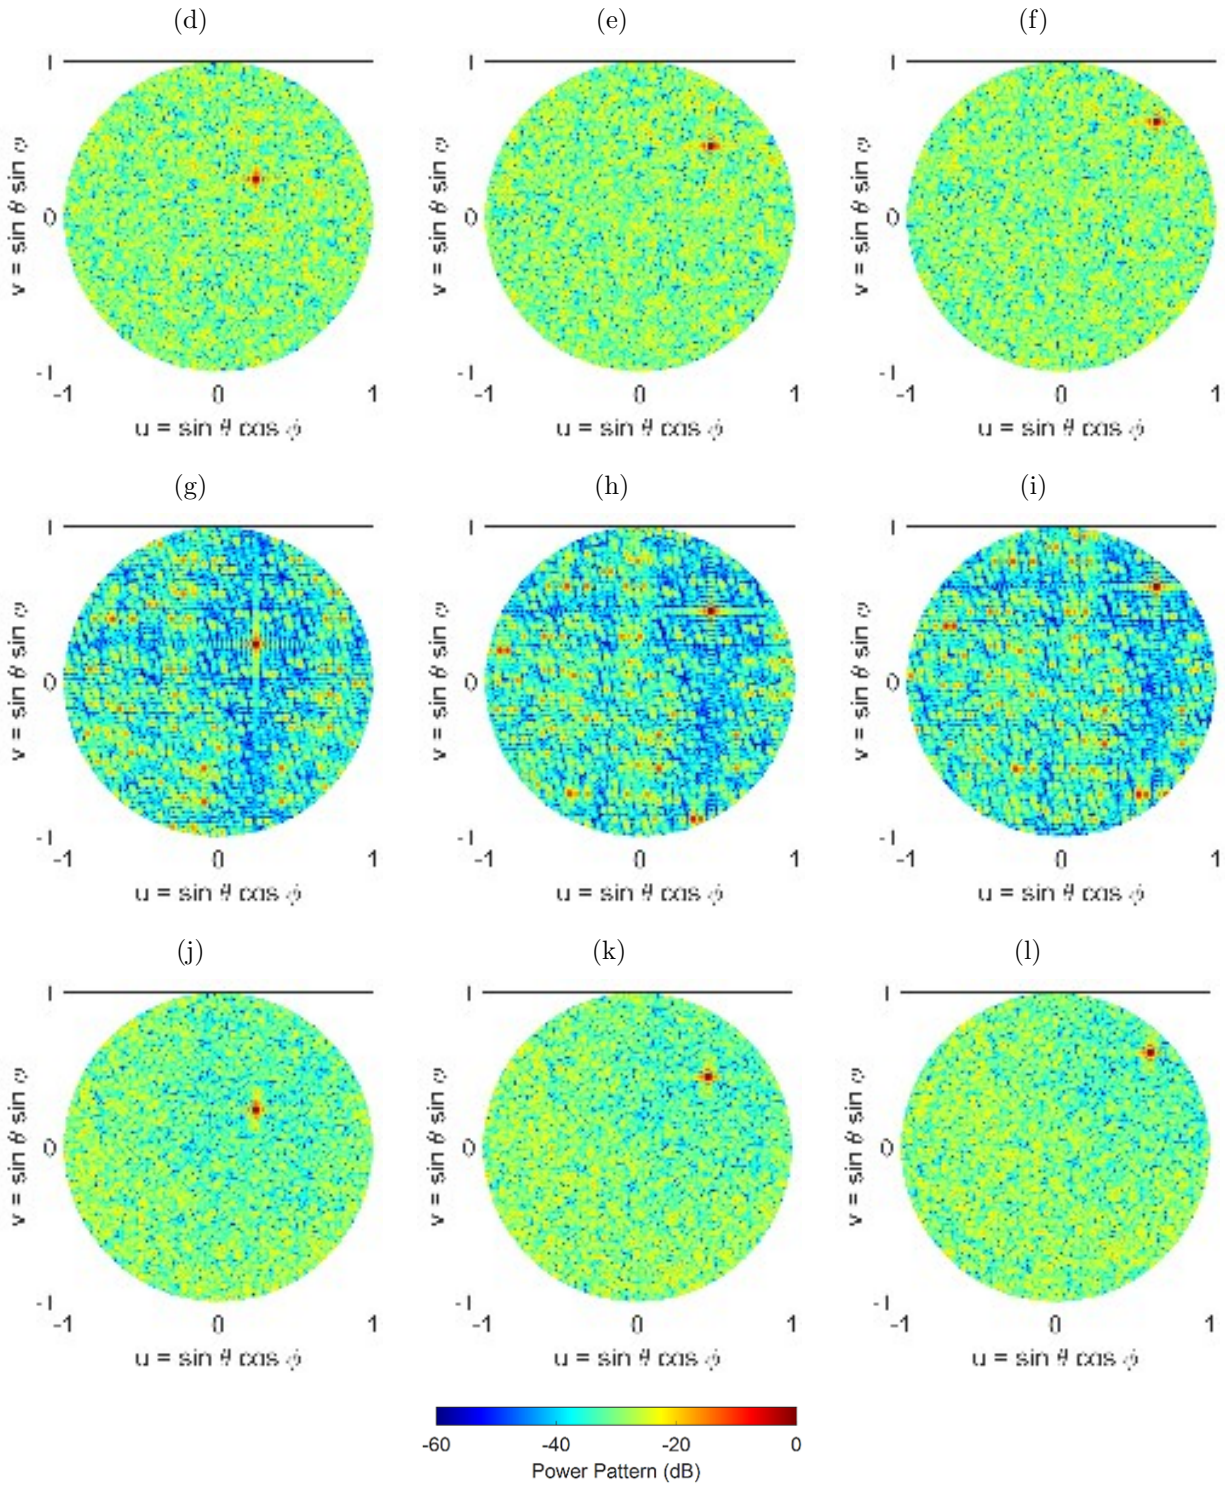 (d) (e) (f)
1 1 1
v = sin θ sin φ v = sin θ sin φ v = sin θ sin φ
0 0 0
-1 -1 -1
-1 0 1 -1 0 1 -1 0 1
u = sin θ cos ϕ u = sin θ cos ϕ u = sin θ cos ϕ
(g) (h) (i)
1 1 1
v = sin θ sin φ v = sin θ sin φ v = sin θ sin φ
0 0 0
-1 -1 -1
-1 0 1 -1 0 1 -1 0 1
u = sin θ cos ϕ u = sin θ cos ϕ u = sin θ cos ϕ
(j) (k) (l)
1 1 1
v = sin θ sin φ v = sin θ sin φ v = sin θ sin φ
0 0 0
-1 -1 -1
-1 0 1 -1 0 1 -1 0 1
u = sin θ cos ϕ u = sin θ cos ϕ u = sin θ cos ϕ
-60 -40 -20 0
Power Pattern (dB)